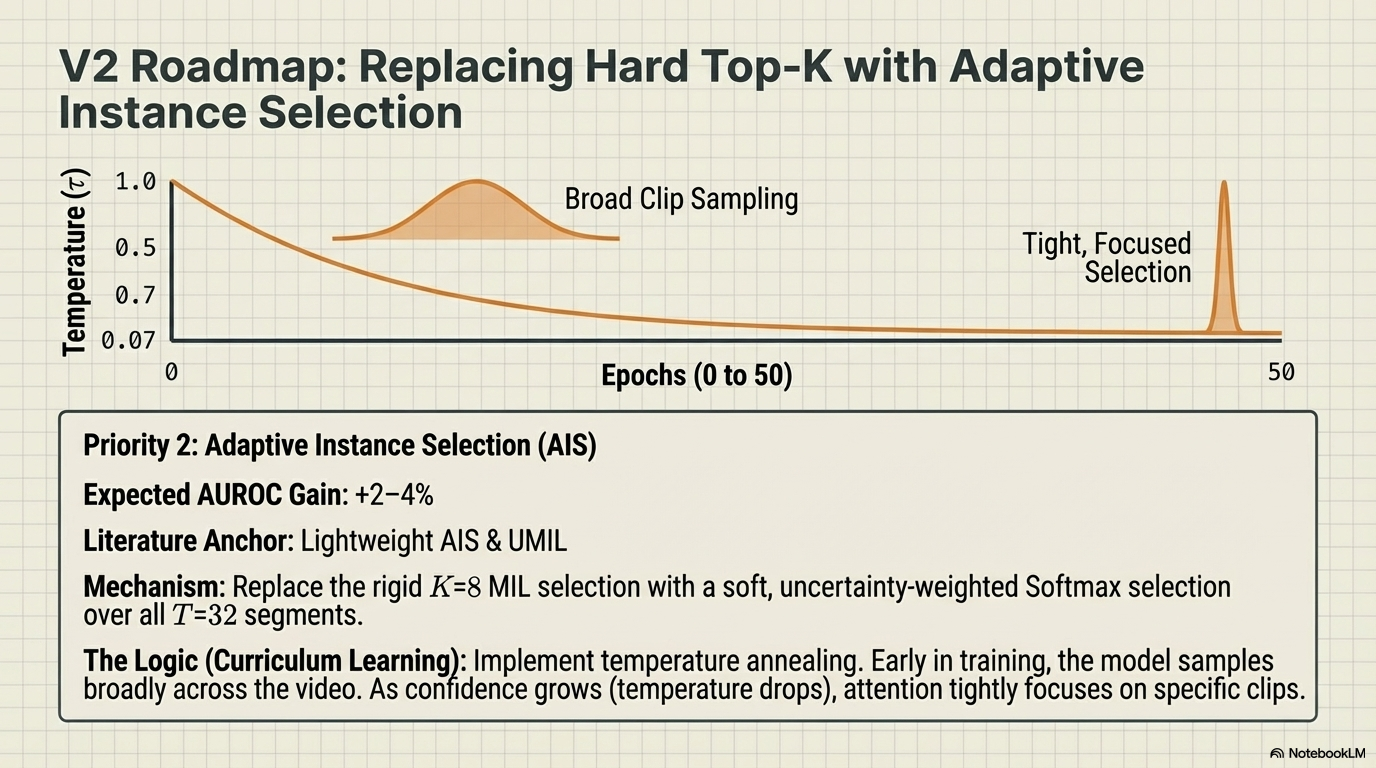 V2 Roadmap: Replacing Hard Top-K with Adaptive
Instance Selection
Temperature (τ)
1.0
0.5
0.7
0.07
Broad Clip Sampling
Tight, Focused
Selection
0
Epochs (0 to 50)
50
Priority 2: Adaptive Instance Selection (AIS)
Expected AUROC Gain: +2–4%
Literature Anchor: Lightweight AIS & UMIL
Mechanism: Replace the rigid K=8 MIL selection with a soft, uncertainty-weighted Softmax selection
over all T=32 segments.
The Logic (Curriculum Learning): Implement temperature annealing. Early in training, the model samples
broadly across the video. As confidence grows (temperature drops), attention tightly focuses on specific clips.
NotebookLM